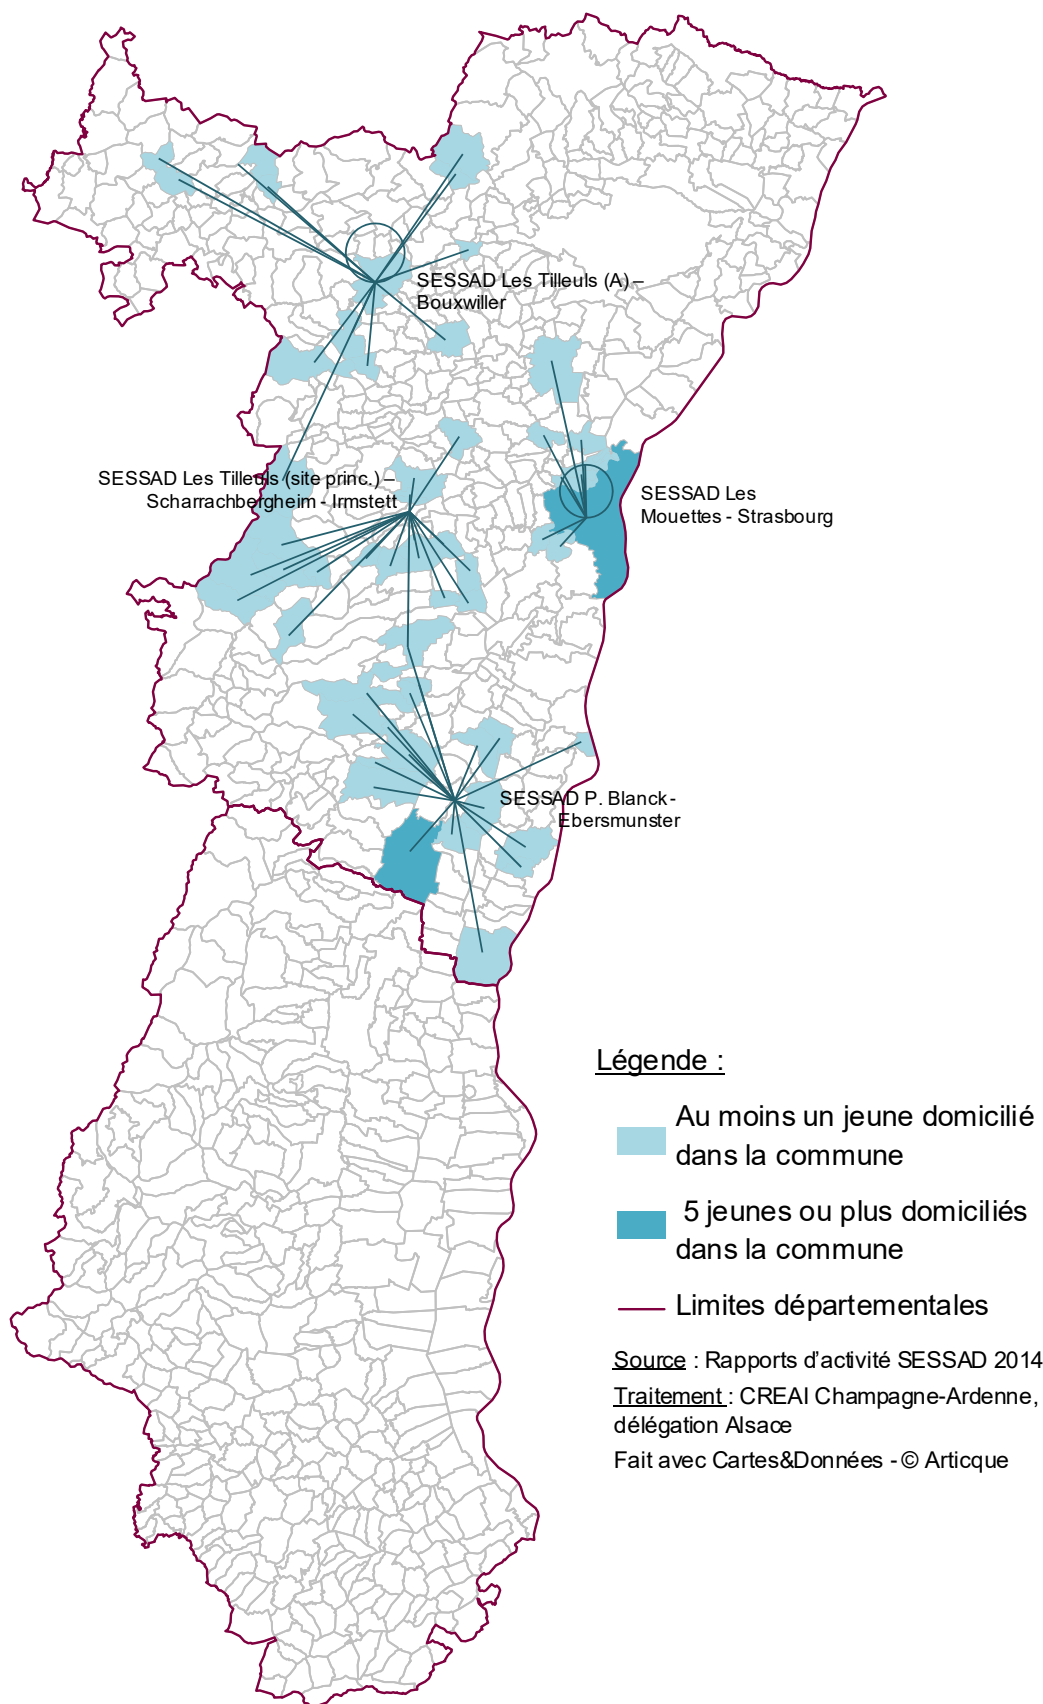 SESSAD Les Tilleuls (A) –
Bouxwiller
SESSAD Les Tilleuls (site princ.) –
Scharrachbergheim - Irmstett
SESSAD Les
Mouettes - Strasbourg
SESSAD P. Blanck -
Ebersmunster
Légende :
Au moins un jeune domicilié
dans la commune
5 jeunes ou plus domiciliés
dans la commune
Limites départementales
Source : Rapports d’activité SESSAD 2014
Traitement : CREAI Champagne-Ardenne,
délégation Alsace
Fait avec Cartes&Données - © Articque